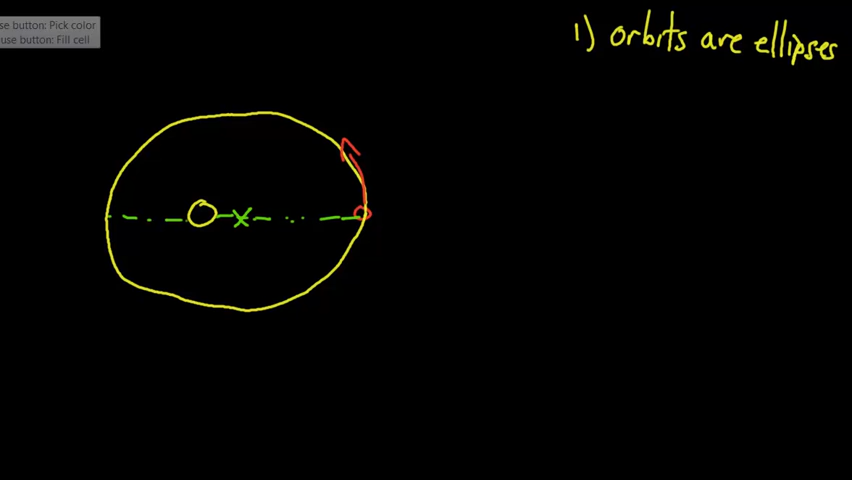 se button: Pick color
use button: Fill cell
1) orbits are ellipses